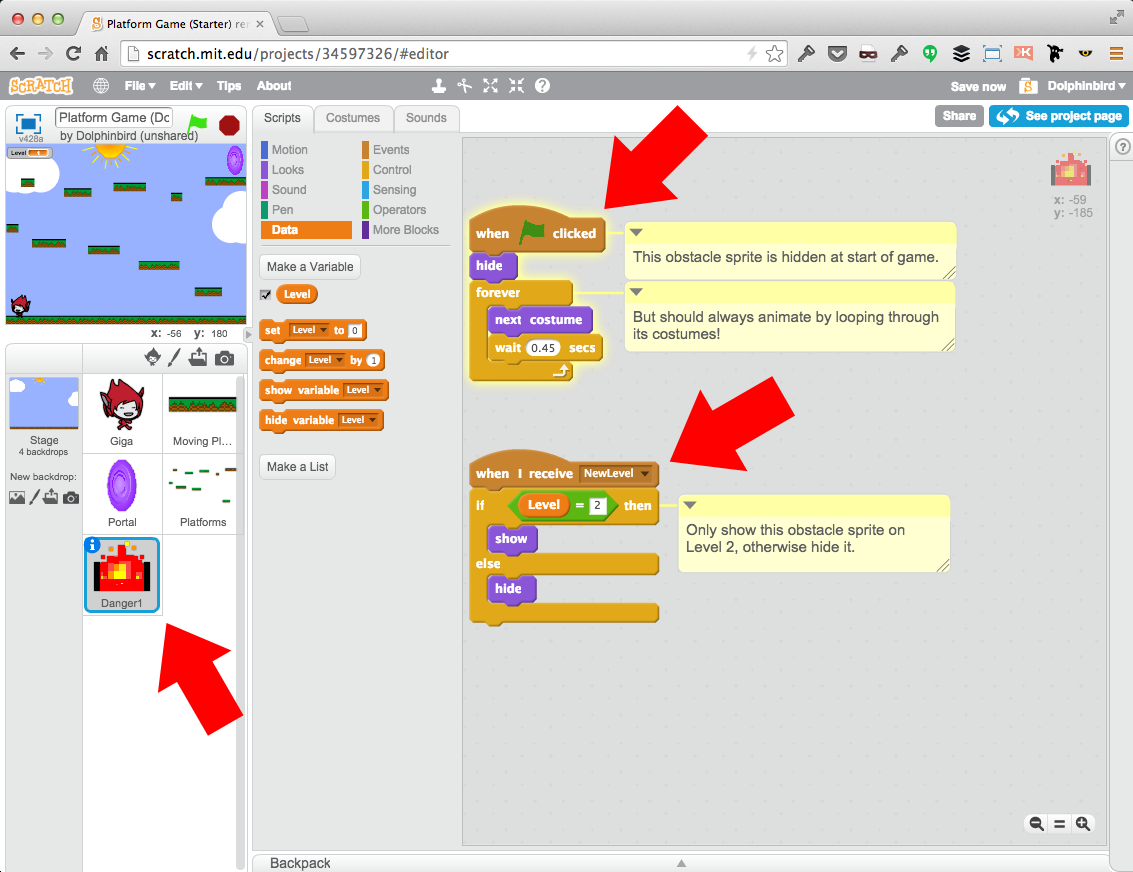 Platform Game (Starter) re
scratch.mit.edu/projects/34597326/#editor
SCRATCH
File
Edit
Tips
About
Save now
Dolphinbird
v428a
Platform Game (Dc
by Dolphinbird (unshared)
Scripts
Costumes
Sounds
Share
See project page
Level
x: -56 y: 180
Motion
Looks
Sound
Pen
Data
Events
Control
Sensing
Operators
More Blocks
Make a Variable
Level
set Level to 0
change Level by 1
show variable Level
hide variable Level
Make a List
Stage
4 backdrops
New backdrop:
Giga
Moving Pl...
Portal
Platforms
Danger1
x: -59
y: -185
when clicked
hide
forever
next costume
wait 0.45 secs
This obstacle sprite is hidden at start of game.
But should always animate by looping through
its costumes!
when I receive NewLevel
if Level = 2 then
show
else
hide
Only show this obstacle sprite on
Level 2, otherwise hide it.
Backpack